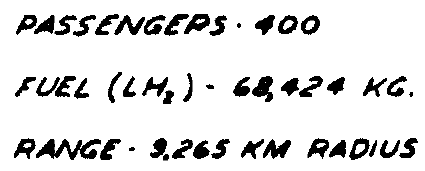 PASSENGERS · 400
FUEL (LH₂) - 68,424 KG.
RANGE - 9,265 KM RADIUS